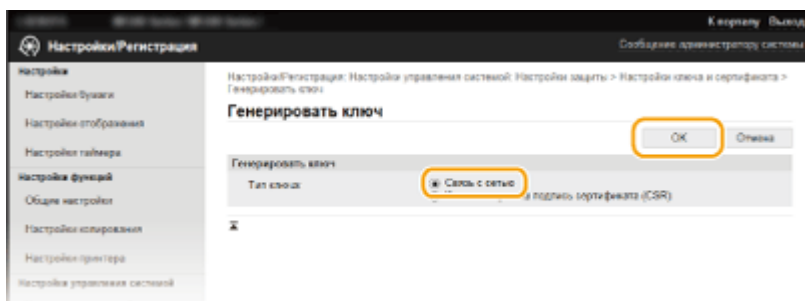 К порталу Выход
Настройки/Регистрация
Сообщение администратору системы
Настройки
Настройки бумаги
Настройки отображения
Настройки таймера
Настройки функций
Общие настройки
Настройки копирования
Настройки принтера
Настройки управления системой
Настройки/Регистрация: Настройки управления системой: Настройки защиты > Настройки ключа и сертификата >
Генерировать ключ
Генерировать ключ
OK Отмена
Генерировать ключ
Тип ключа: Связь с сетью
а подпись сертификата (CSR)